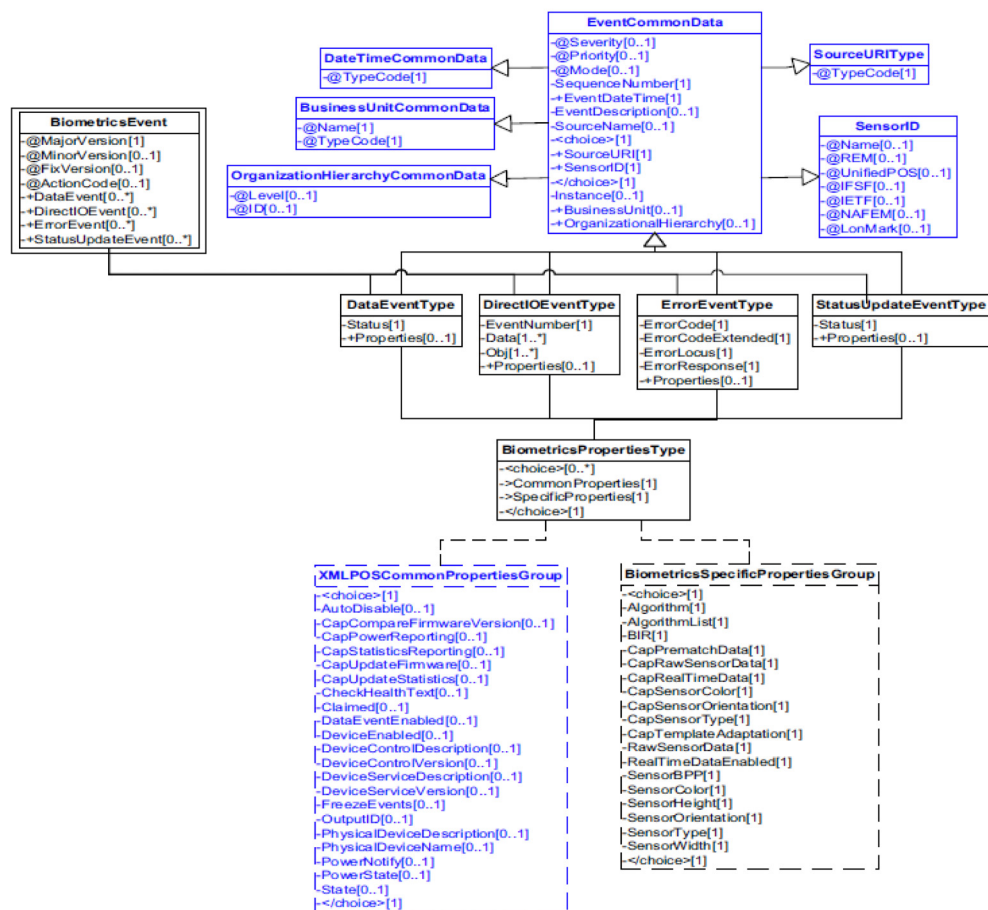 EventCommonData
-@Severity[0..1]
-@Priority[0..1]
-@Mode[0..1]
-SequenceNumber[1]
-+EventDateTime[1]
-EventDescription[0..1]
-SourceName[0..1]
-<choice>[1]
-+SourceURI[1]
-+SensorID[1]
-</choice>[1]
-Instance[0..1]
-+BusinessUnit[0..1]
-+OrganizationalHierarchy[0..1]
DateTimeCommonData
-@TypeCode[1]
SourceURIType
-@TypeCode[1]
BusinessUnitCommonData
-@Name[1]
-@TypeCode[1]
BiometricsEvent
-@MajorVersion[1]
-@MinorVersion[0..1]
-@FixVersion[0..1]
-@ActionCode[0..1]
-+DataEvent[0..*]
-+DirectIOEvent[0..*]
-+ErrorEvent[0..*]
-+StatusUpdateEvent[0..*]
SensorID
-@Name[0..1]
-@REM[0..1]
-@UnifiedPOS[0..1]
-@IFSF[0..1]
-@IETF[0..1]
-@NAFEM[0..1]
-@LonMark[0..1]
OrganizationHierarchyCommonData
-@Level[0..1]
-@ID[0..1]
DataEventType
-Status[1]
-+Properties[0..1]
DirectIOEventType
-EventNumber[1]
-Data[1..*]
-Obj[1..*]
-+Properties[0..1]
ErrorEventType
-ErrorCode[1]
-ErrorCodeExtended[1]
-ErrorLocus[1]
-ErrorResponse[1]
-+Properties[0..1]
StatusUpdateEventType
-Status[1]
-+Properties[0..1]
BiometricsPropertiesType
-<choice>[0..*]
->CommonProperties[1]
->SpecificProperties[1]
-</choice>[1]
XMLPOSCommonPropertiesGroup
-<choice>[1]
-AutoDisable[0..1]
-CapCompareFirmwareVersion[0..1]
-CapPowerReporting[0..1]
-CapStatisticsReporting[0..1]
-CapUpdateFirmware[0..1]
-CapUpdateStatistics[0..1]
-CheckHealthText[0..1]
-Claimed[0..1]
-DataEventEnabled[0..1]
-DeviceEnabled[0..1]
-DeviceControlDescription[0..1]
-DeviceControlVersion[0..1]
-DeviceServiceDescription[0..1]
-DeviceServiceVersion[0..1]
-FreezeEvents[0..1]
-OutputID[0..1]
-PhysicalDeviceDescription[0..1]
-PhysicalDeviceName[0..1]
-PowerNotify[0..1]
-PowerState[0..1]
-State[0..1]
-</choice>[1]
BiometricsSpecificPropertiesGroup
-<choice>[1]
-Algorithm[1]
-AlgorithmList[1]
-BIR[1]
-CapPrematchData[1]
-CapRawSensorData[1]
-CapRealTimeData[1]
-CapSensorColor[1]
-CapSensorOrientation[1]
-CapSensorType[1]
-CapTemplateAdaptation[1]
-RawSensorData[1]
-RealTimeDataEnabled[1]
-SensorBPP[1]
-SensorColor[1]
-SensorHeight[1]
-SensorOrientation[1]
-SensorType[1]
-SensorWidth[1]
-</choice>[1]